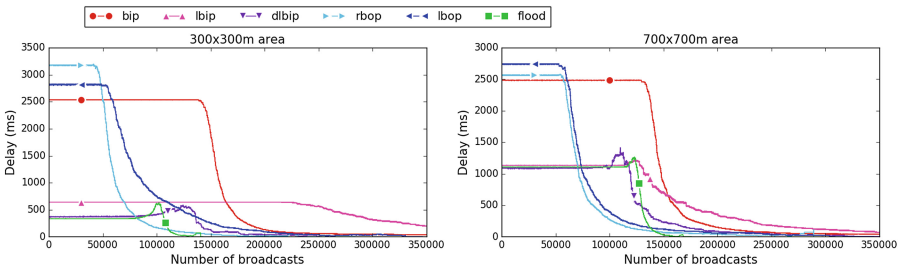 bip lbip dlbip rbop lbop flood
300x300m area
3500
3000
2500
2000
1500
1000
500
0
Delay (ms)
0 50000 100000 150000 200000 250000 300000 350000
Number of broadcasts
700x700m area
3000
2500
2000
1500
1000
500
0
Delay (ms)
0 50000 100000 150000 200000 250000 300000 350000
Number of broadcasts